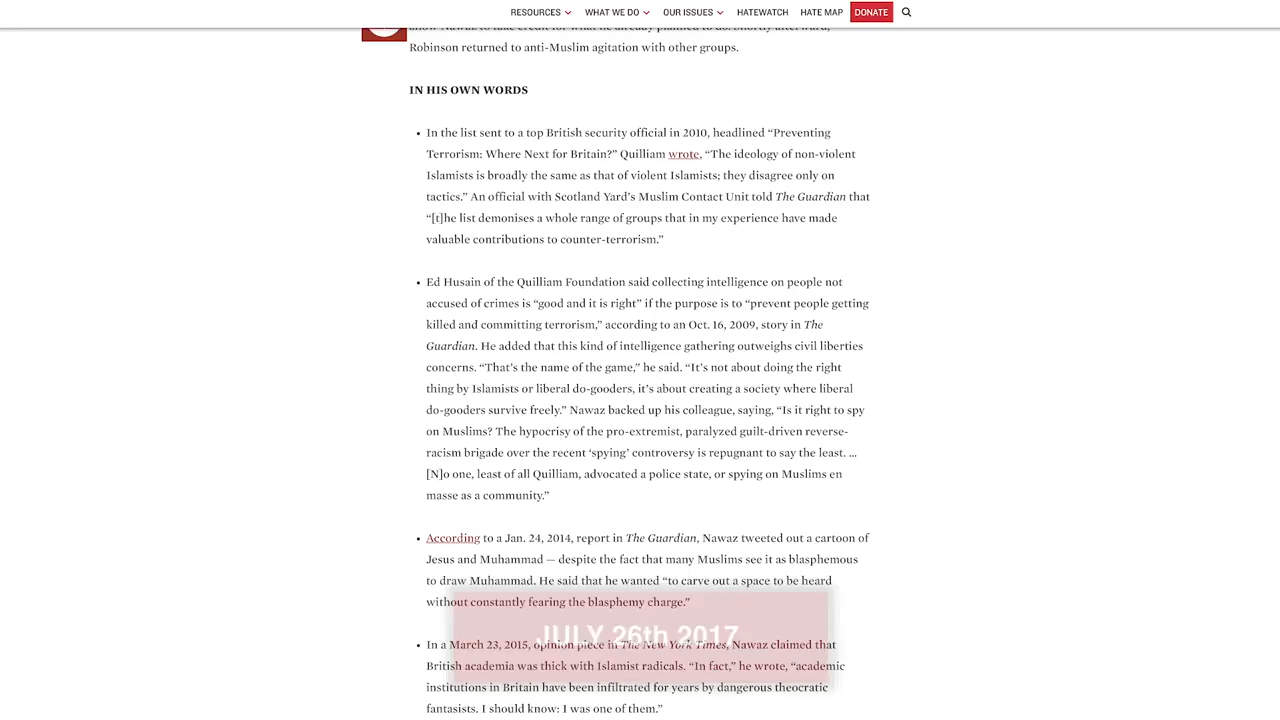 RESOURCES WHAT WE DO OUR ISSUES HATEWATCH HATE MAP DONATE
allow Nawaz to take credit for what he already planned to do. Shortly afterward,
Robinson returned to anti-Muslim agitation with other groups.
IN HIS OWN WORDS
• In the list sent to a top British security official in 2010, headlined “Preventing
Terrorism: Where Next for Britain?” Quilliam wrote, “The ideology of non-violent
Islamists is broadly the same as that of violent Islamists; they disagree only on
tactics.” An official with Scotland Yard’s Muslim Contact Unit told The Guardian that
“[t]he list demonises a whole range of groups that in my experience have made
valuable contributions to counter-terrorism.”
• Ed Husain of the Quilliam Foundation said collecting intelligence on people not
accused of crimes is “good and it is right” if the purpose is to “prevent people getting
killed and committing terrorism,” according to an Oct. 16, 2009, story in The
Guardian. He added that this kind of intelligence gathering outweighs civil liberties
concerns. “That’s the name of the game,” he said. “It’s not about doing the right
thing by Islamists or liberal do-gooders, it’s about creating a society where liberal
do-gooders survive freely.” Nawaz backed up his colleague, saying, “Is it right to spy
on Muslims? The hypocrisy of the pro-extremist, paralyzed guilt-driven reverse-
racism brigade over the recent ‘spying’ controversy is repugnant to say the least. ...
[N]o one, least of all Quilliam, advocated a police state, or spying on Muslims en
masse as a community.”
• According to a Jan. 24, 2014, report in The Guardian, Nawaz tweeted out a cartoon of
Jesus and Muhammad — despite the fact that many Muslims see it as blasphemous
to draw Muhammad. He said that he wanted “to carve out a space to be heard
without constantly fearing the blasphemy charge.”
JULY 26th 2017
• In a March 23, 2015, opinion piece in The New York Times, Nawaz claimed that
British academia was thick with Islamist radicals. “In fact,” he wrote, “academic
institutions in Britain have been infiltrated for years by dangerous theocratic
fantasists. I should know: I was one of them.”